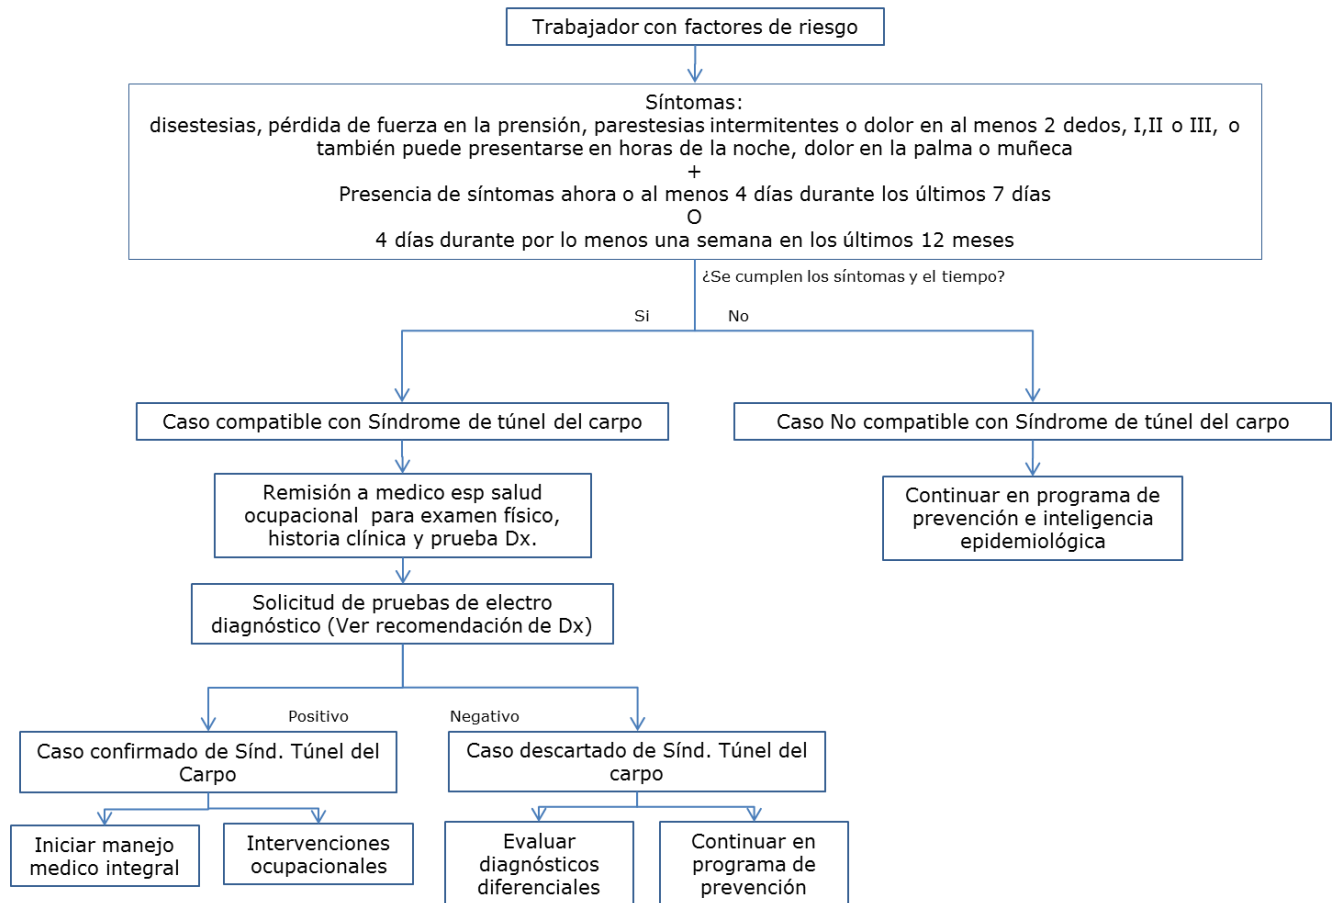 Trabajador con factores de riesgo
Síntomas:
disestesias, pérdida de fuerza en la prensión, parestesias intermitentes o dolor en al menos 2 dedos, I,II o III, o
también puede presentarse en horas de la noche, dolor en la palma o muñeca
+
Presencia de síntomas ahora o al menos 4 días durante los últimos 7 días
O
4 días durante por lo menos una semana en los últimos 12 meses
¿Se cumplen los síntomas y el tiempo?
Si
No
Caso compatible con Síndrome de túnel del carpo
Caso No compatible con Síndrome de túnel del carpo
Remisión a medico esp salud
ocupacional para examen físico,
historia clínica y prueba Dx.
Continuar en programa de
prevención e inteligencia
epidemiológica
Solicitud de pruebas de electro
diagnóstico (Ver recomendación de Dx)
Positivo
Negativo
Caso confirmado de Sínd. Túnel del
Carpo
Caso descartado de Sínd. Túnel del
carpo
Iniciar manejo
medico integral
Intervenciones
ocupacionales
Evaluar
diagnósticos
diferenciales
Continuar en
programa de
prevención